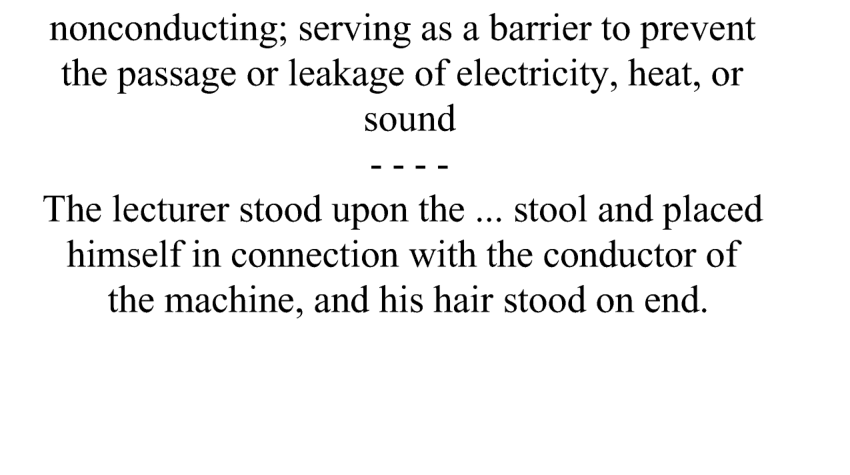 nonconducting; serving as a barrier to prevent
the passage or leakage of electricity, heat, or
sound
- - - -
The lecturer stood upon the ... stool and placed
himself in connection with the conductor of
the machine, and his hair stood on end.